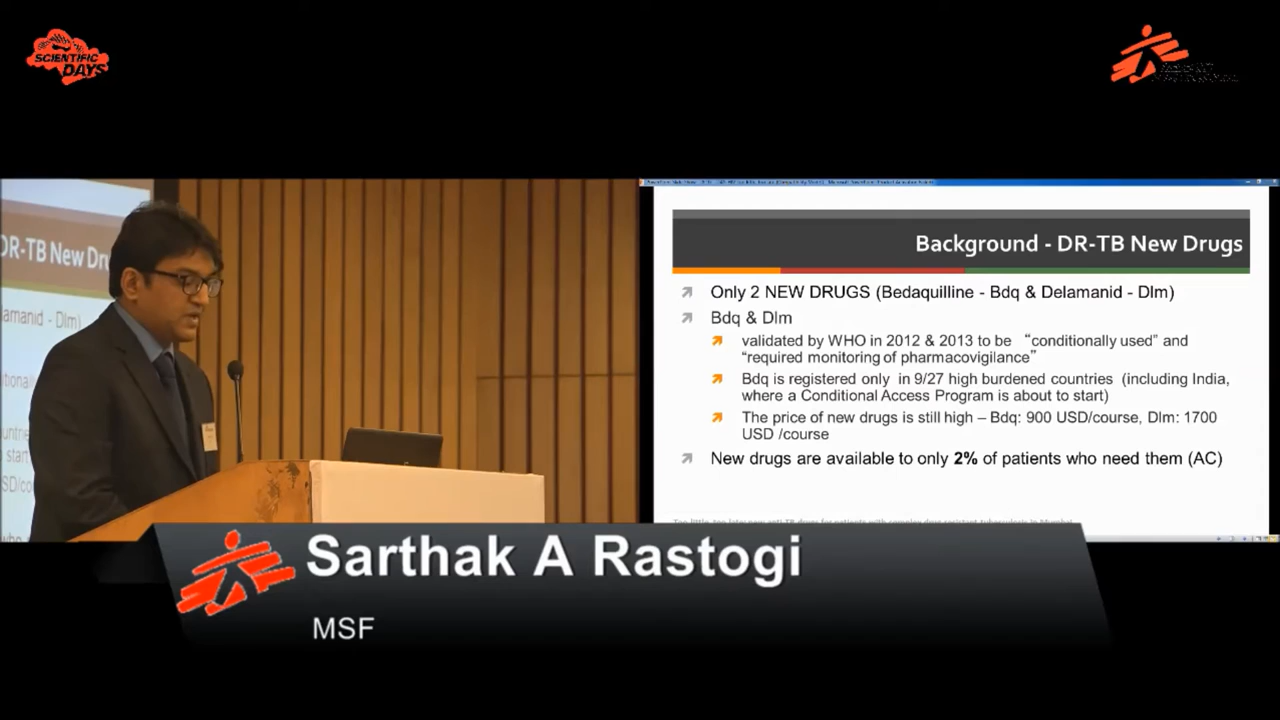 SCIENTIFIC
DAYS
DR-TB New Dru
lamanid - Dlm)
Background - DR-TB New Drugs
Only 2 NEW DRUGS (Bedaquilline - Bdq & Delamanid - Dlm)
Bdq & Dlm
validated by WHO in 2012 & 2013 to be “conditionally used” and
“required monitoring of pharmacovigilance”
Bdq is registered only in 9/27 high burdened countries (including India,
where a Conditional Access Program is about to start)
The price of new drugs is still high – Bdq: 900 USD/course, Dlm: 1700
USD /course
New drugs are available to only 2% of patients who need them (AC)
Sarthak A Rastogi
MSF